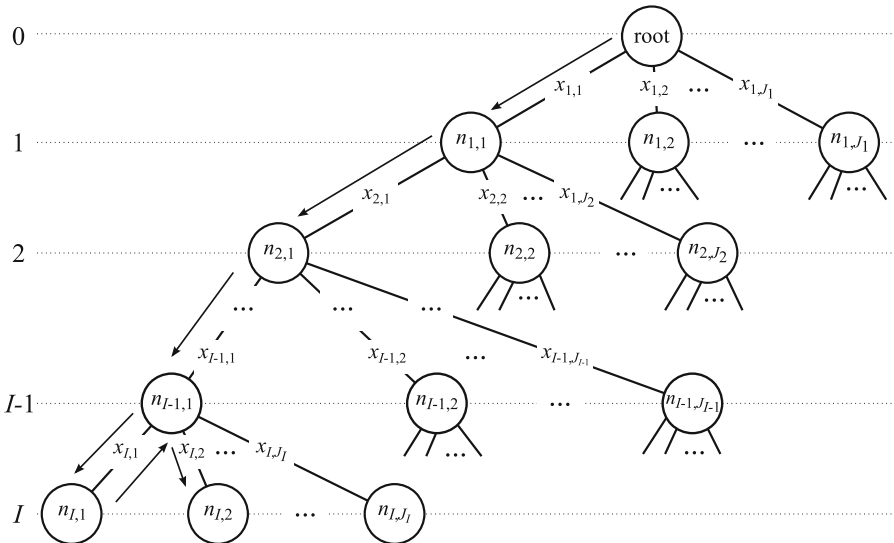 0 root
x1,1 x1,2 ... x1,J1
1 n1,1 n1,2 ... n1,J1
x2,1 x2,2 ... x1,J2 ... ...
2 n2,1 n2,2 ... n2,J2
... ... ... ... ...
xI-1,1 xI-1,2 ... xI-1,JI-1
I-1 nI-1,1 nI-1,2 ... nI-1,JI-1
xI,1 xI,2 ... xI,JI ... ...
I nI,1 nI,2 ... nI,JI